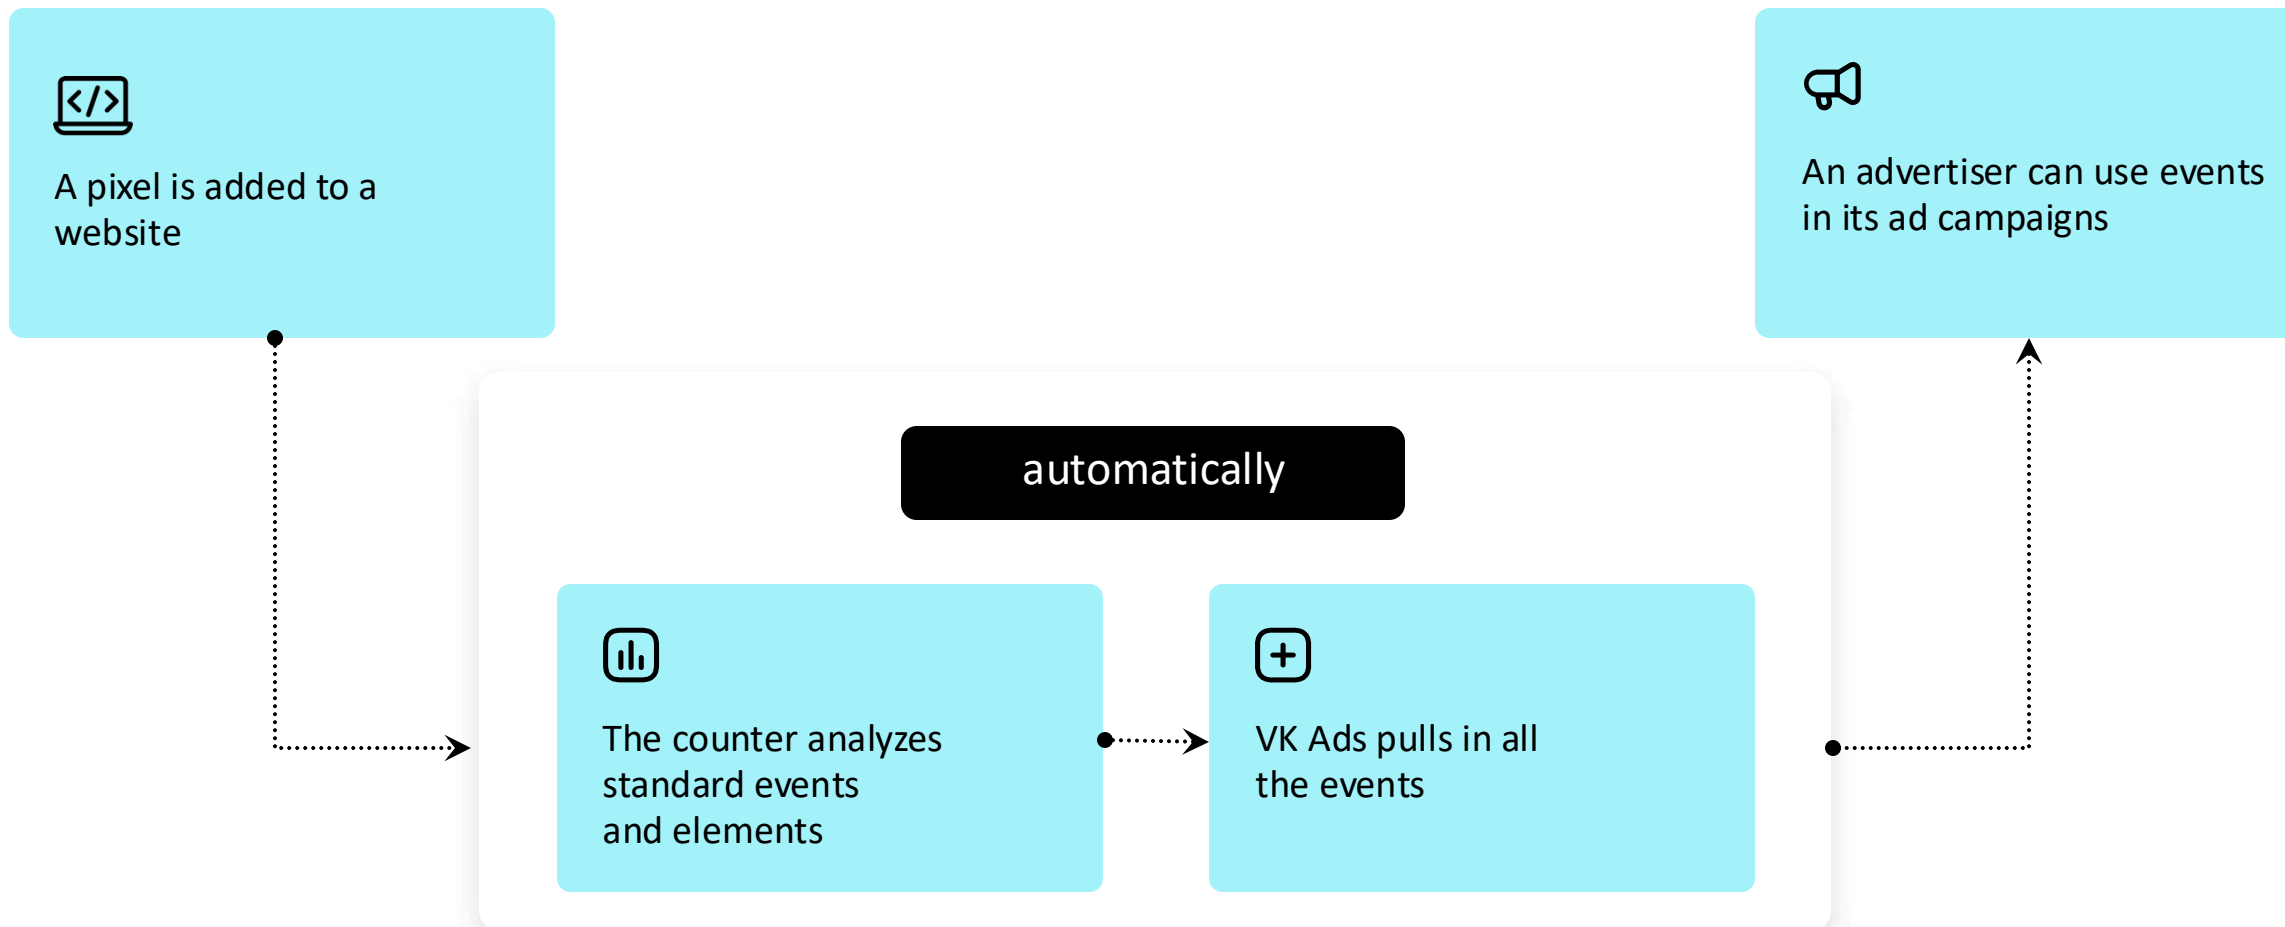 A pixel is added to a
website
An advertiser can use events
in its ad campaigns
automatically
The counter analyzes
standard events
and elements
VK Ads pulls in all
the events